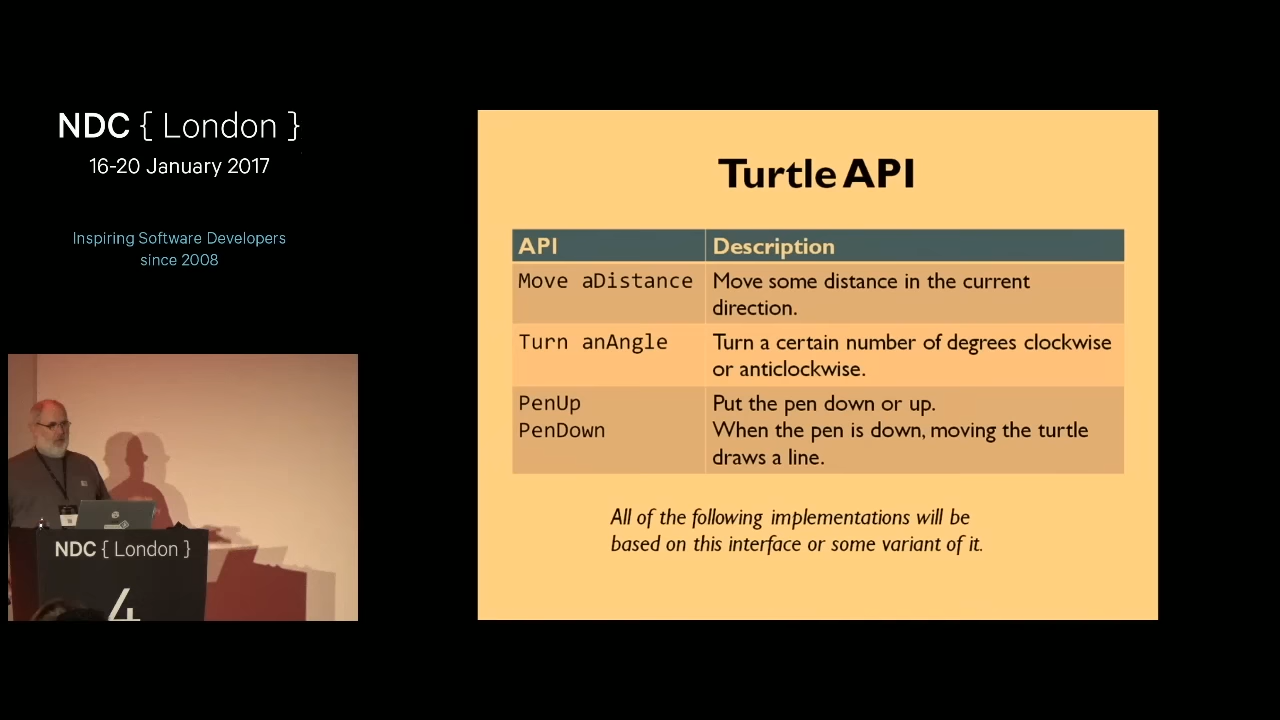 NDC { London }
16-20 January 2017
Inspiring Software Developers
since 2008
NDC { London }
4
Turtle API
API Description
Move aDistance Move some distance in the current
direction.
Turn anAngle Turn a certain number of degrees clockwise
or anticlockwise.
PenUp Put the pen down or up.
PenDown When the pen is down, moving the turtle
draws a line.
All of the following implementations will be
based on this interface or some variant of it.